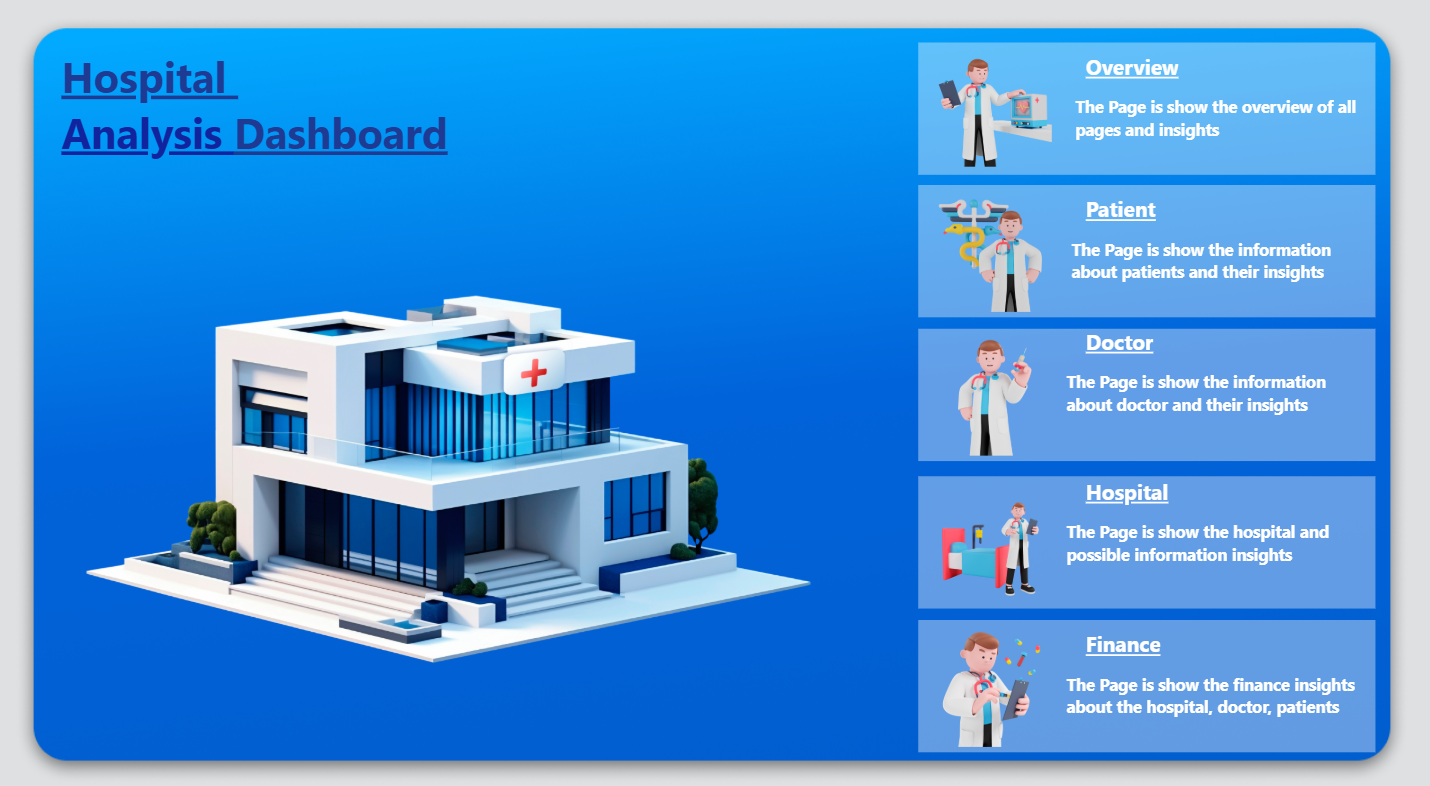 Hospital
Analysis Dashboard
Overview
The Page is show the overview of all
pages and insights
Patient
The Page is show the information
about patients and their insights
Doctor
The Page is show the information
about doctor and their insights
Hospital
The Page is show the hospital and
possible information insights
Finance
The Page is show the finance insights
about the hospital, doctor, patients